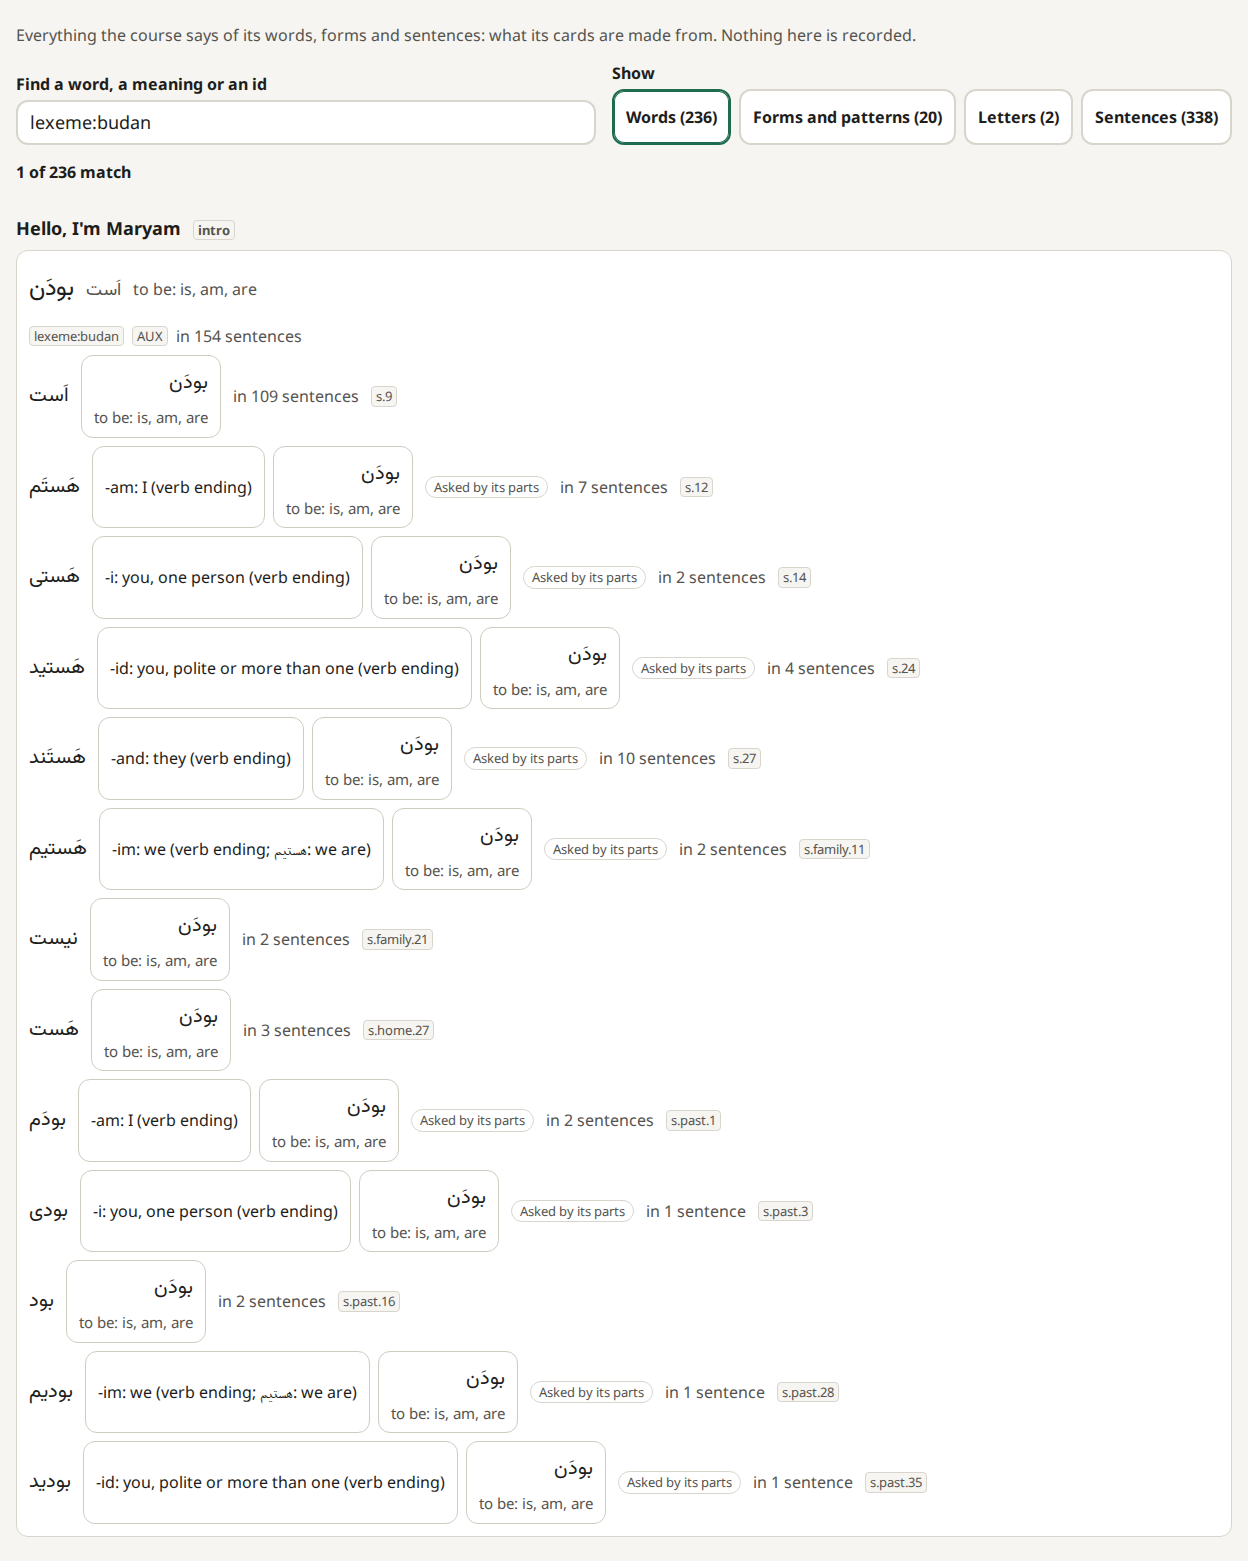 Everything the course says of its words, forms and sentences: what its cards are made from. Nothing here is recorded.
Find a word, a meaning or an id
Show
lexeme:budan
Words (236) Forms and patterns (20) Letters (2) Sentences (338)
1 of 236 match
Hello, I'm Maryam intro
بودَن اَست to be: is, am, are
lexeme:budan AUX in 154 sentences
اَست بودَن to be: is, am, are in 109 sentences s.9
هَستَم -am: I (verb ending) بودَن to be: is, am, are Asked by its parts in 7 sentences s.12
هَستی -i: you, one person (verb ending) بودَن to be: is, am, are Asked by its parts in 2 sentences s.14
هَستید -id: you, polite or more than one (verb ending) بودَن to be: is, am, are Asked by its parts in 4 sentences s.24
هَستَند -and: they (verb ending) بودَن to be: is, am, are Asked by its parts in 10 sentences s.27
هَستیم -im: we (verb ending; هستیم: we are) بودَن to be: is, am, are Asked by its parts in 2 sentences s.family.11
نیست بودَن to be: is, am, are in 2 sentences s.family.21
هَست بودَن to be: is, am, are in 3 sentences s.home.27
بودَم -am: I (verb ending) بودَن to be: is, am, are Asked by its parts in 2 sentences s.past.1
بودی -i: you, one person (verb ending) بودَن to be: is, am, are Asked by its parts in 1 sentence s.past.3
بود بودَن to be: is, am, are in 2 sentences s.past.16
بودیم -im: we (verb ending; هستیم: we are) بودَن to be: is, am, are Asked by its parts in 1 sentence s.past.28
بودید -id: you, polite or more than one (verb ending) بودَن to be: is, am, are Asked by its parts in 1 sentence s.past.35